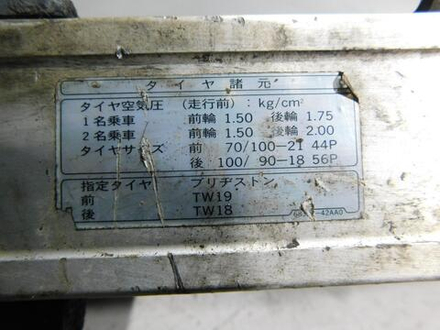 タイヤ諸元
タイヤ空気圧 (走行前) : kg/cm²
1名乗車 前輪 1.50 後輪 1.75
2名乗車 前輪 1.50 後輪 2.00
タイヤサイズ 前 70/100-21 44P
後 100/ 90-18 56P
指定タイヤ ブリヂストン
前 TW19
後 TW18
42AA0